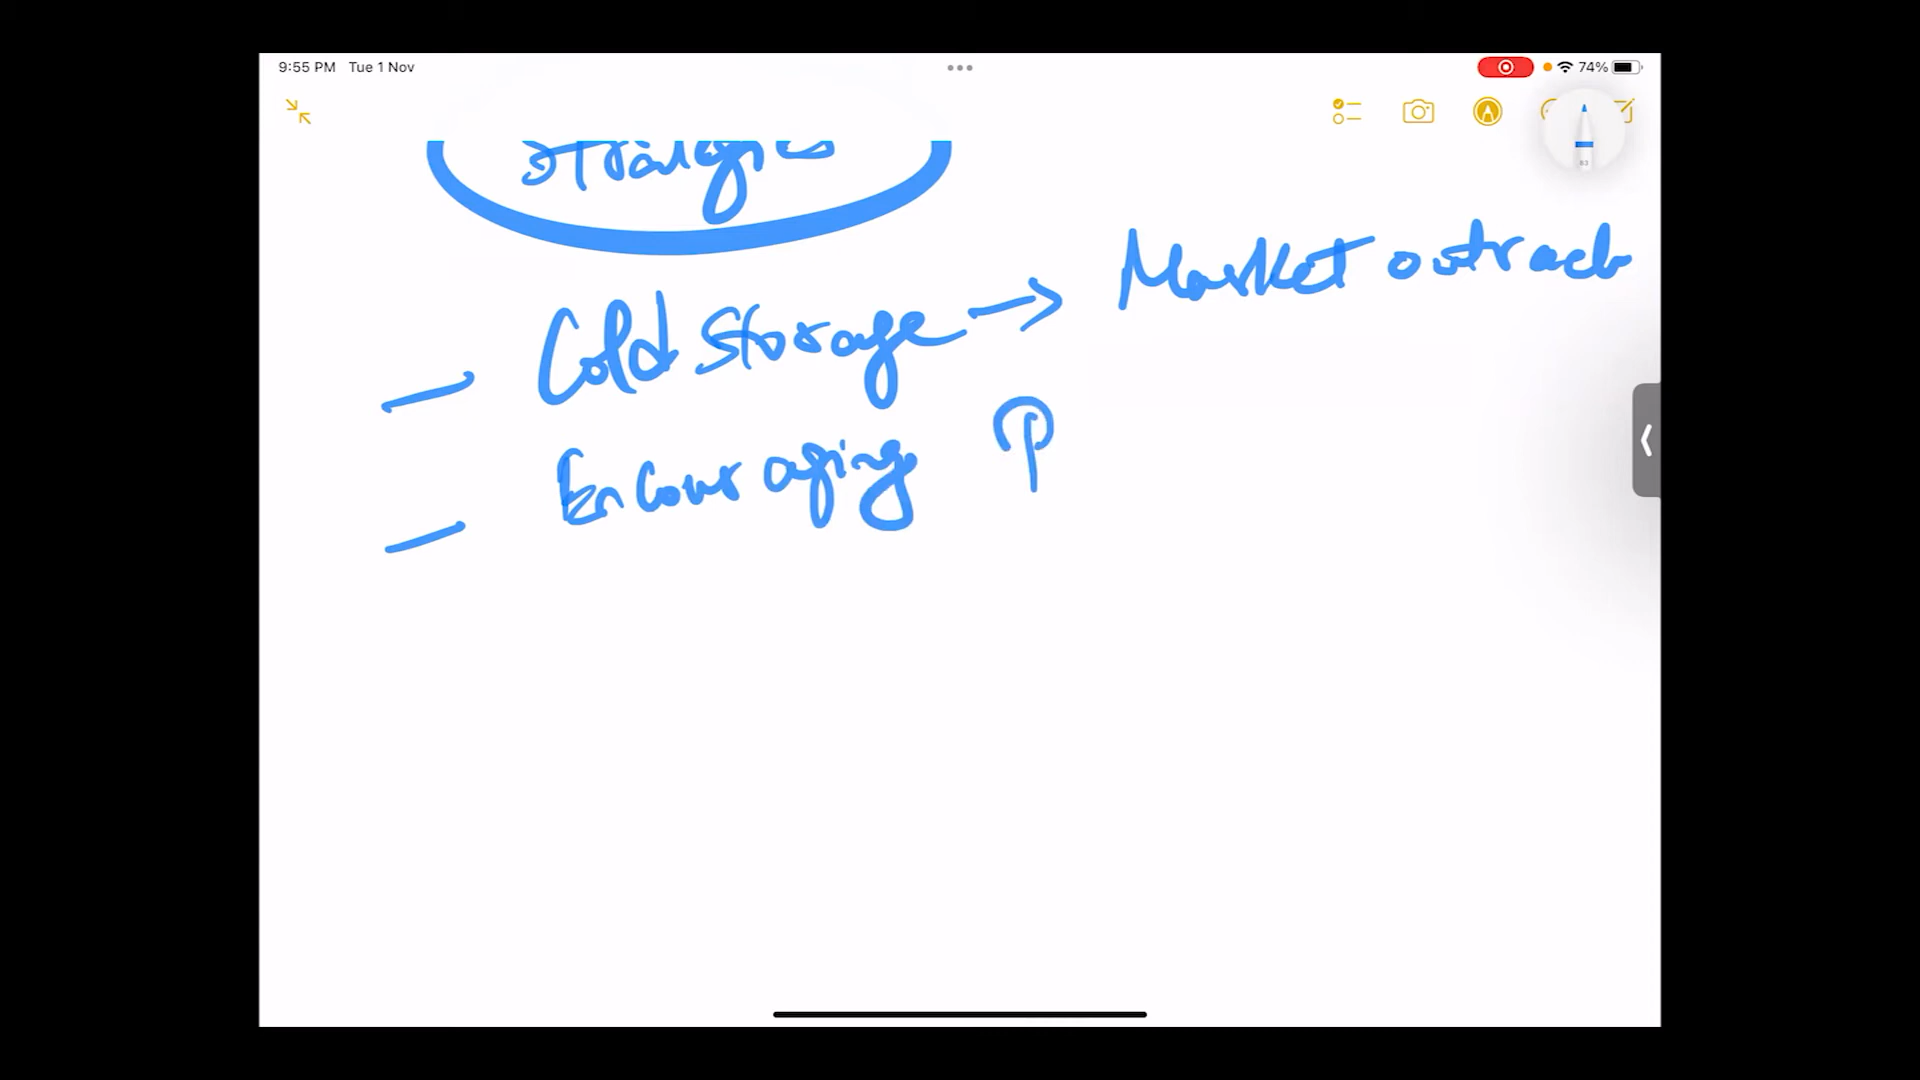 9:55 PM Tue 1 Nov 74%
strategies
— Cold Storage → Market outreach
— Encouraging P